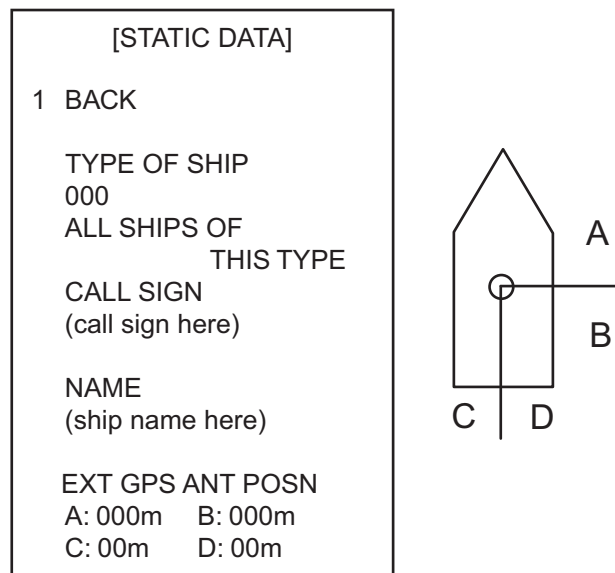 [STATIC DATA]
1 BACK
TYPE OF SHIP
000
ALL SHIPS OF
THIS TYPE
CALL SIGN
(call sign here)
NAME
(ship name here)
EXT GPS ANT POSN
A: 000m B: 000m
C: 00m D: 00m
A
B
C D